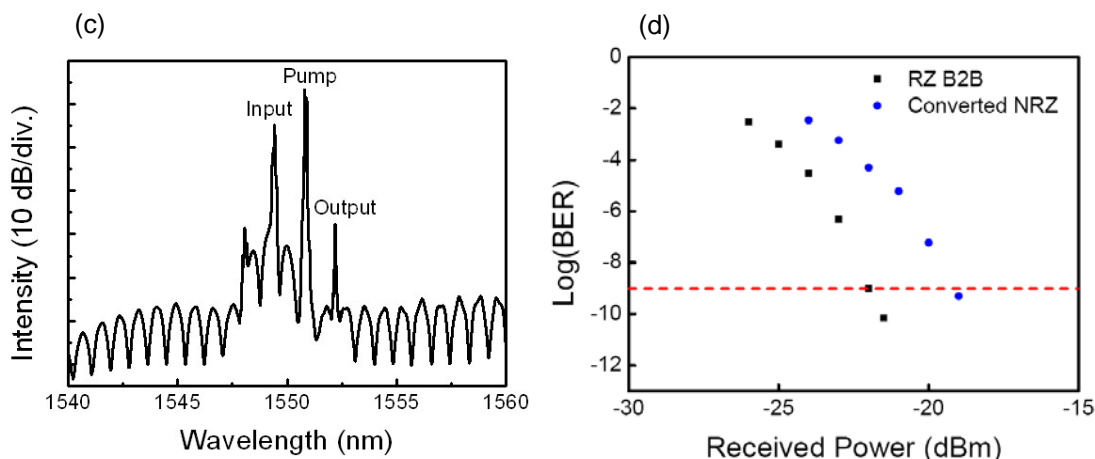 (c)
Intensity (10 dB/div.)
Pump
Input
Output
1540 1545 1550 1555 1560
Wavelength (nm)
(d)
Log(BER)
0
-2
-4
-6
-8
-10
-12
RZ B2B
Converted NRZ
-30 -25 -20 -15
Received Power (dBm)